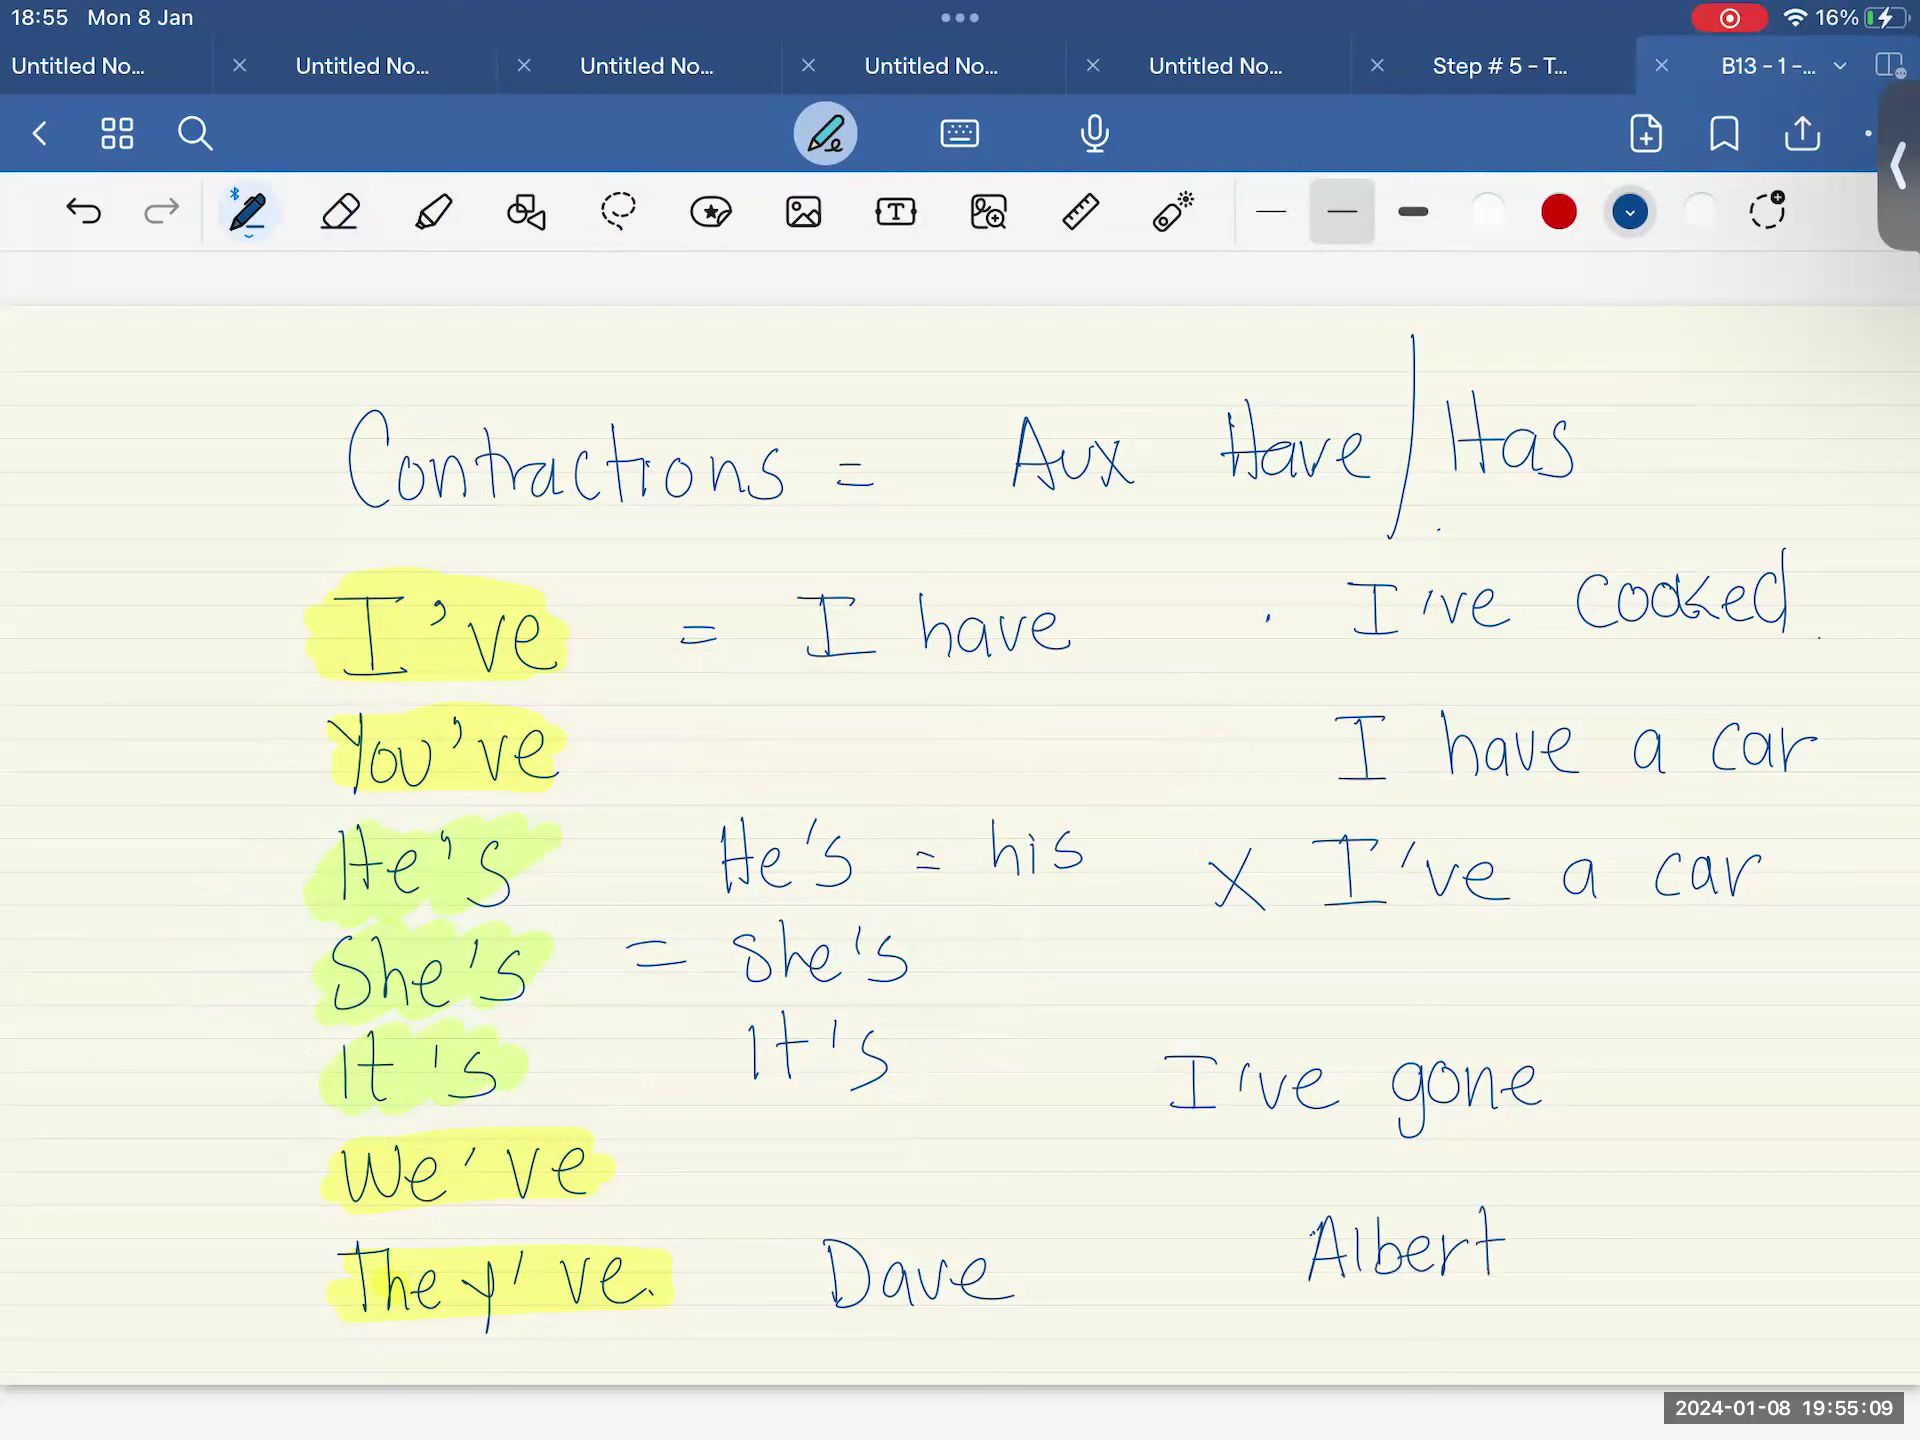 18:55 Mon 8 Jan 16%
Untitled No... Untitled No... Untitled No... Untitled No... Untitled No... Step # 5 - T... B13 - 1 -...
Contractions = Aux Have / Has
I've = I have . I've cooked
You've I have a car
He's He's = his X I've a car
She's = She's
It's It's I've gone
We've
They've. Dave Albert
2024-01-08 19:55:09